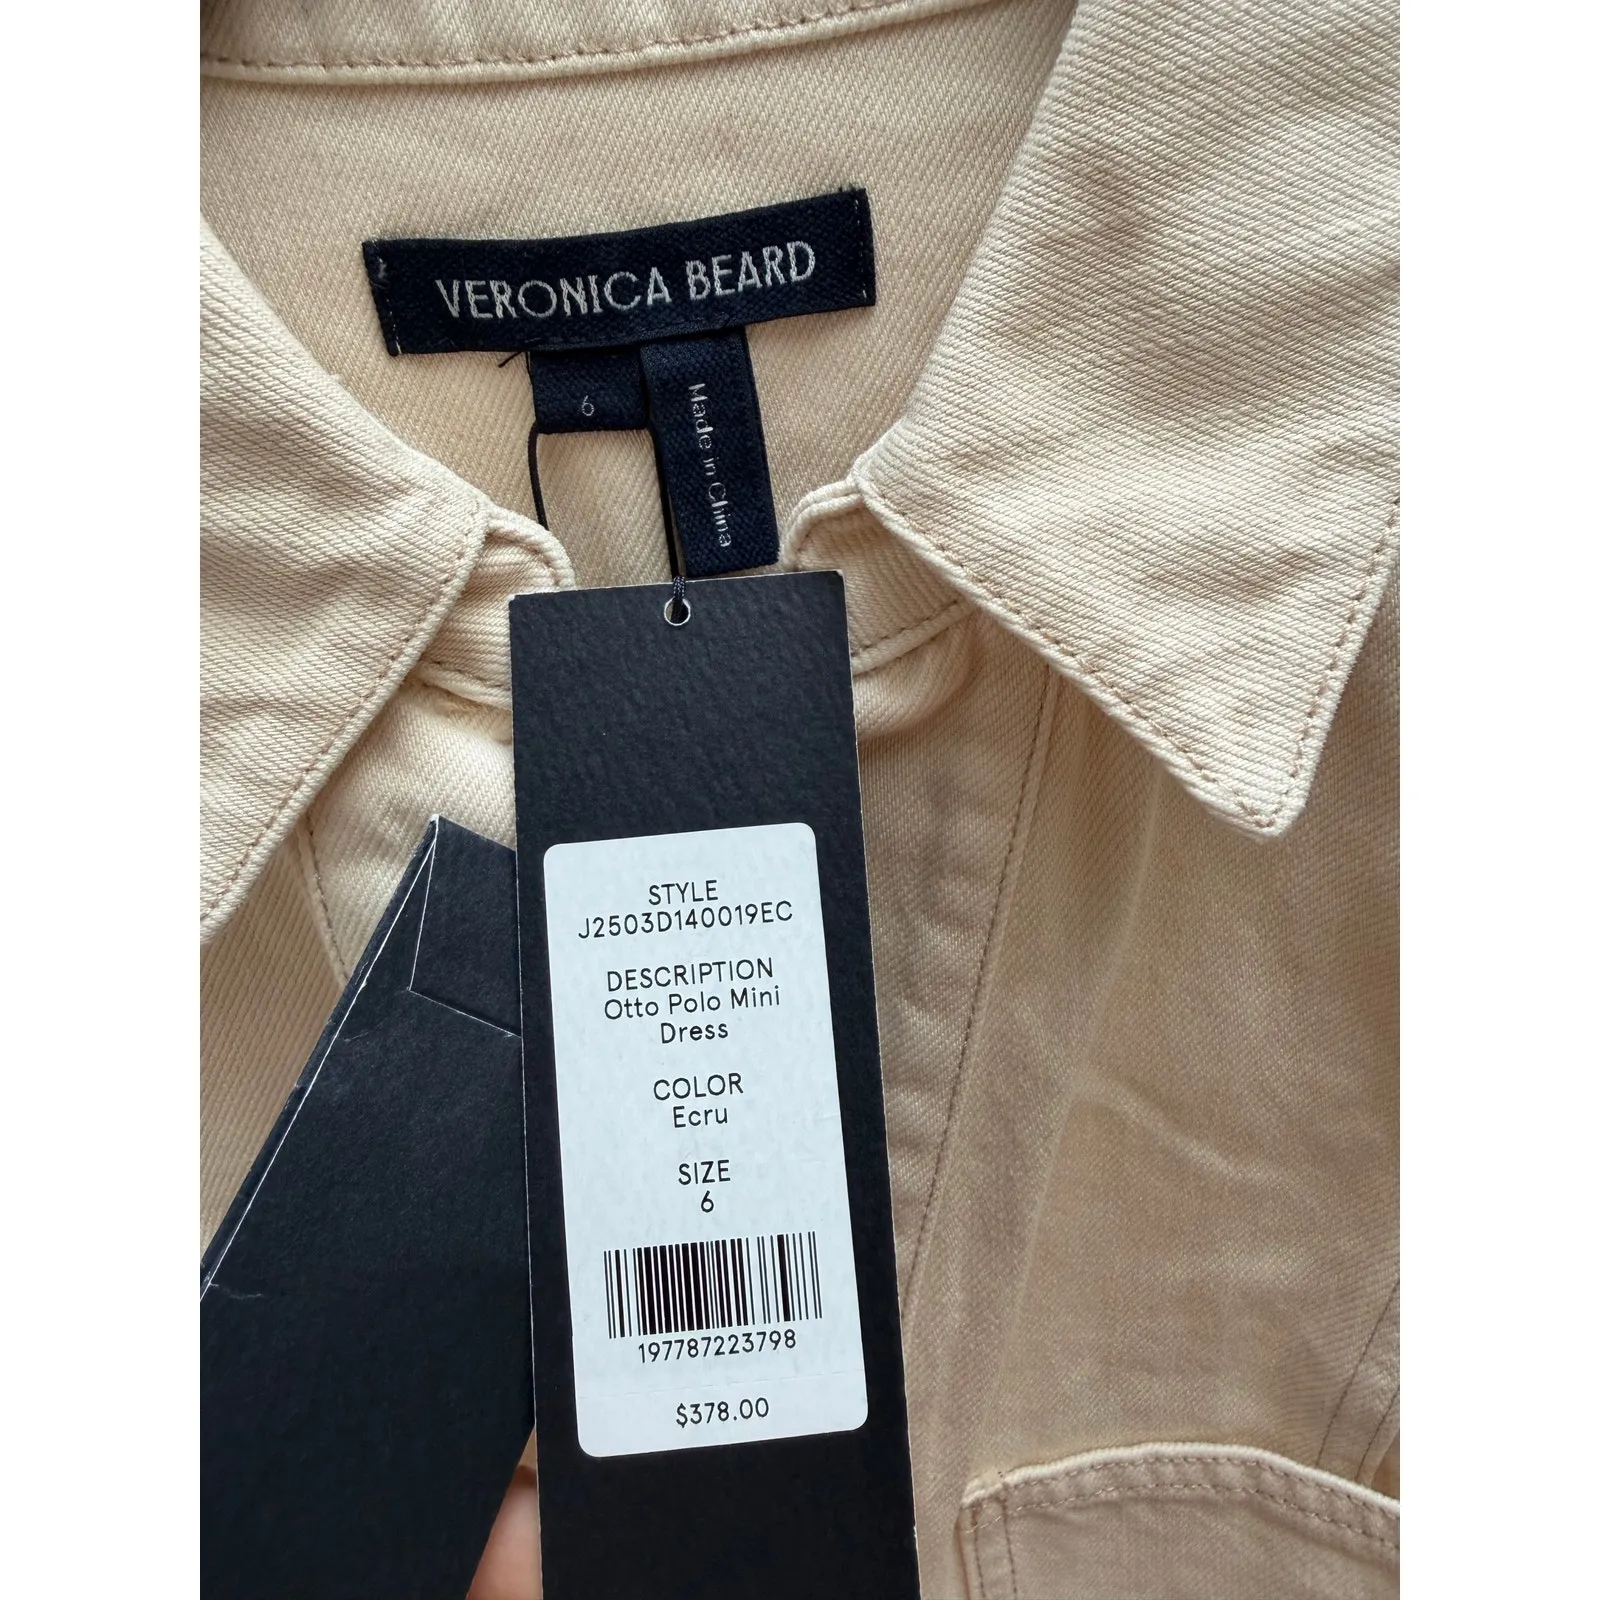 VERONICA BEARD
6
Made in China
STYLE
J2503D140019EC
DESCRIPTION
Otto Polo Mini
Dress
COLOR
Ecru
SIZE
6
197787223798
$378.00